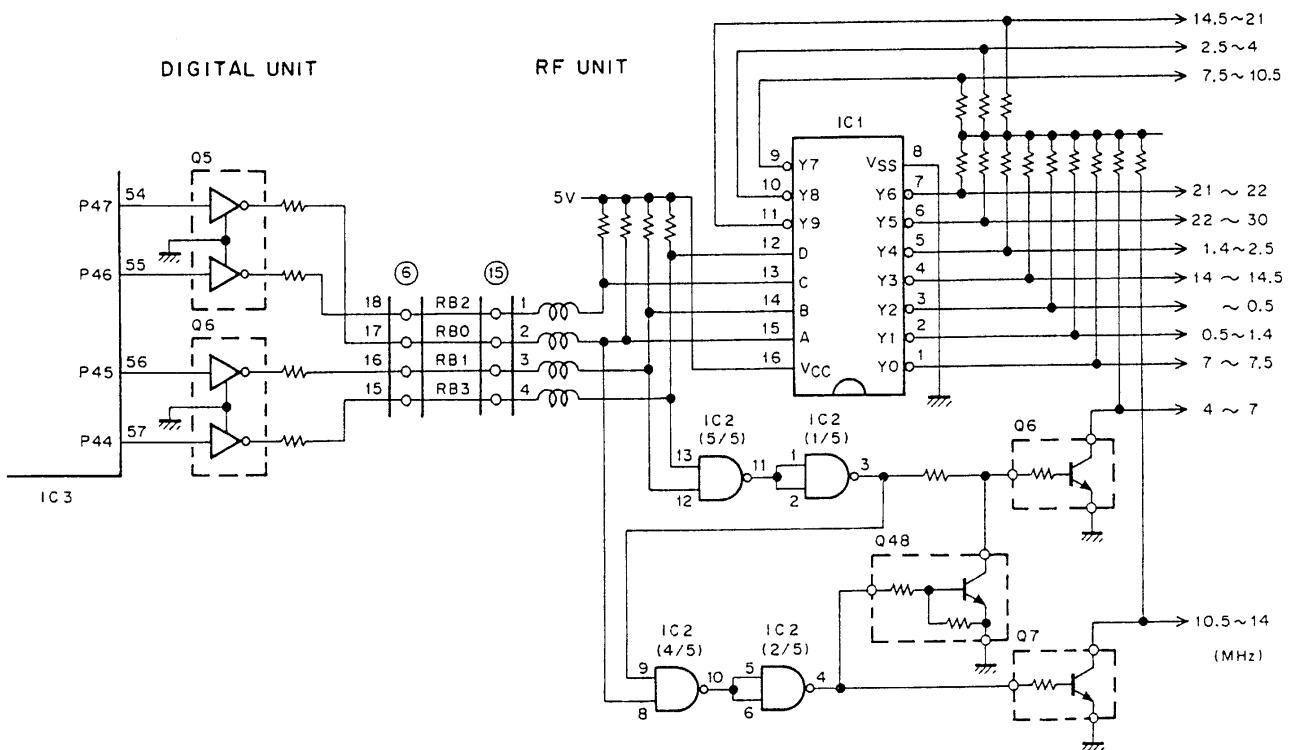 DIGITAL UNIT
RF UNIT
14.5~21
2.5~4
7.5~10.5
IC1
9 Y7
10 Y8
11 Y9
12 D
13 C
14 B
15 A
16 VCC
VSS 8
Y6 7
Y5 6
Y4 5
Y3 4
Y2 3
Y1 2
Y0 1
21 ~ 22
22 ~ 30
1.4~2.5
14 ~ 14.5
~ 0.5
0.5~1.4
7 ~ 7.5
4 ~ 7
5V
Q5
P47 54
P46 55
Q6
P45 56
P44 57
IC3
6
15
18 RB2 1
17 RB0 2
16 RB1 3
15 RB3 4
IC2
(5/5)
13
12
11
IC2
(1/5)
1
2
3
Q6
Q48
IC2
(4/5)
9
8
10
IC2
(2/5)
5
6
4
Q7
10.5~14
(MHz)